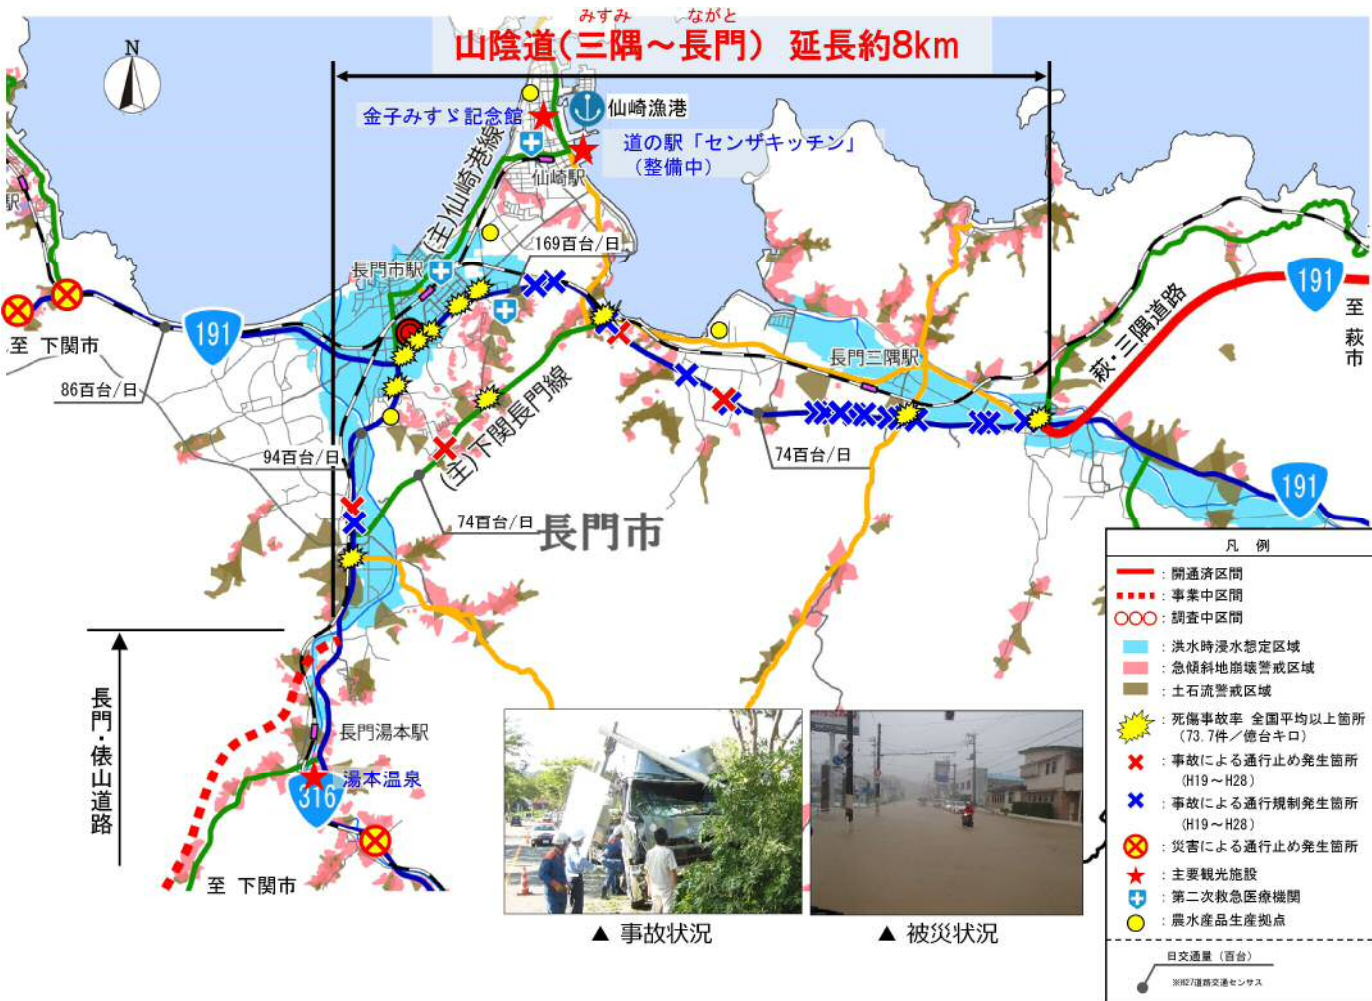 みすみ ながと
山陰道(三隅～長門) 延長約8km
N
金子みすゞ記念館
仙崎漁港
道の駅「センザキッチン」
(整備中)
仙崎駅
(主)仙崎港線
駅
169百台/日
長門市駅
191
至 下関市
86百台/日
94百台/日
(主)下関長門線
74百台/日
長門市
長門三隅駅
74百台/日
萩・三隅道路
191
至 萩市
191
長門・俵山道路
長門湯本駅
湯本温泉
316
至 下関市
▲ 事故状況
▲ 被災状況
凡 例
：開通済区間
：事業中区間
：調査中区間
：洪水時浸水想定区域
：急傾斜地崩壊警戒区域
：土石流警戒区域
：死傷事故率 全国平均以上箇所
(73.7件／億台キロ)
：事故による通行止め発生箇所
(H19～H28)
：事故による通行規制発生箇所
(H19～H28)
：災害による通行止め発生箇所
：主要観光施設
：第二次救急医療機関
：農水産品生産拠点
日交通量（百台）
※H27道路交通センサス